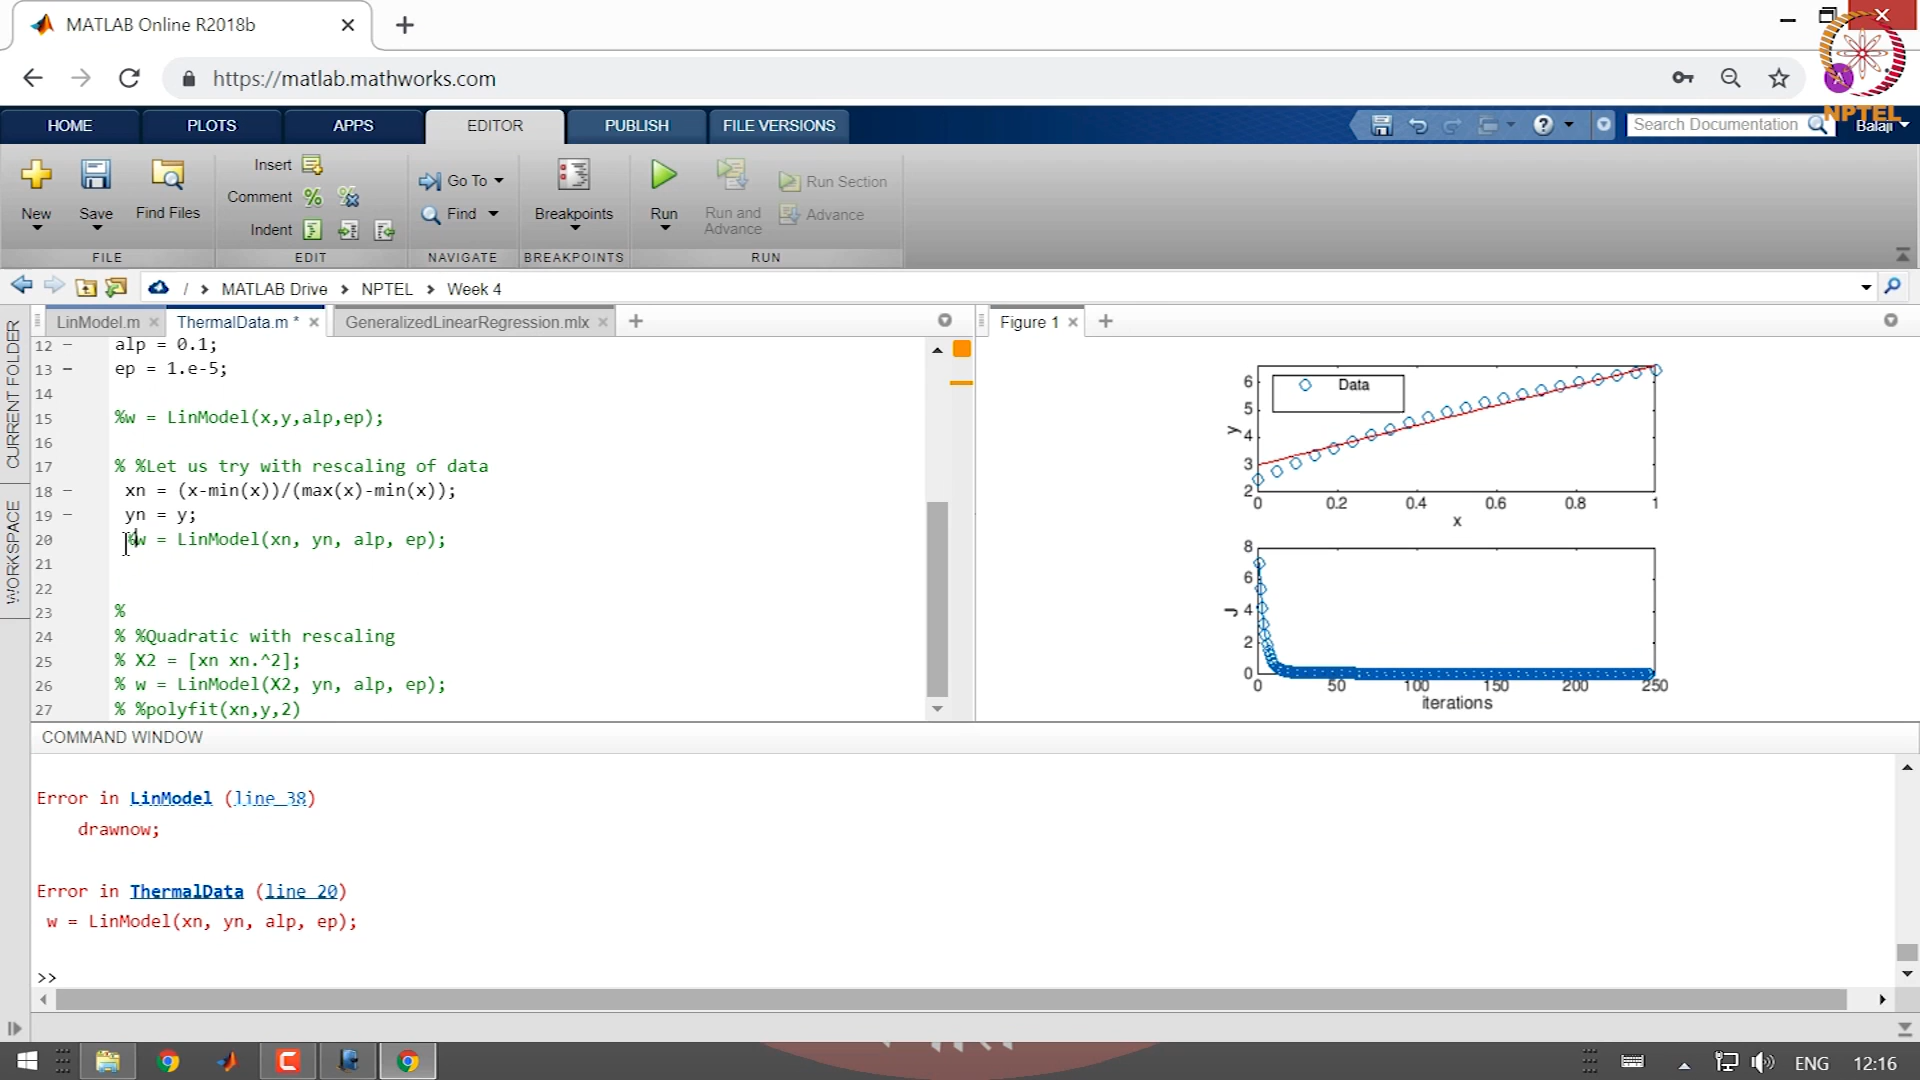 MATLAB Online R2018b
https://matlab.mathworks.com
NPTEL
HOME PLOTS APPS EDITOR PUBLISH FILE VERSIONS Search Documentation Balaji
New Save Find Files Insert Comment Indent Go To Find Breakpoints Run Run and Advance Run Section Advance
FILE EDIT NAVIGATE BREAKPOINTS RUN
/ MATLAB Drive NPTEL Week 4
CURRENT FOLDER
WORKSPACE
LinModel.m ThermalData.m * GeneralizedLinearRegression.mlx
12 alp = 0.1;
13 ep = 1.e-5;
14
15 %w = LinModel(x,y,alp,ep);
16
17 % %Let us try with rescaling of data
18 xn = (x-min(x))/(max(x)-min(x));
19 yn = y;
20 %w = LinModel(xn, yn, alp, ep);
21
22
23 %
24 % %Quadratic with rescaling
25 % X2 = [xn xn.^2];
26 % w = LinModel(X2, yn, alp, ep);
27 % %polyfit(xn,y,2)
Figure 1
Data
6
5
4
3
2
y
0 0.2 0.4 0.6 0.8 1
x
8
6
4
2
0
J
0 50 100 150 200 250
iterations
COMMAND WINDOW
Error in LinModel (line 38)
drawnow;
Error in ThermalData (line 20)
w = LinModel(xn, yn, alp, ep);
>>
ENG 12:16